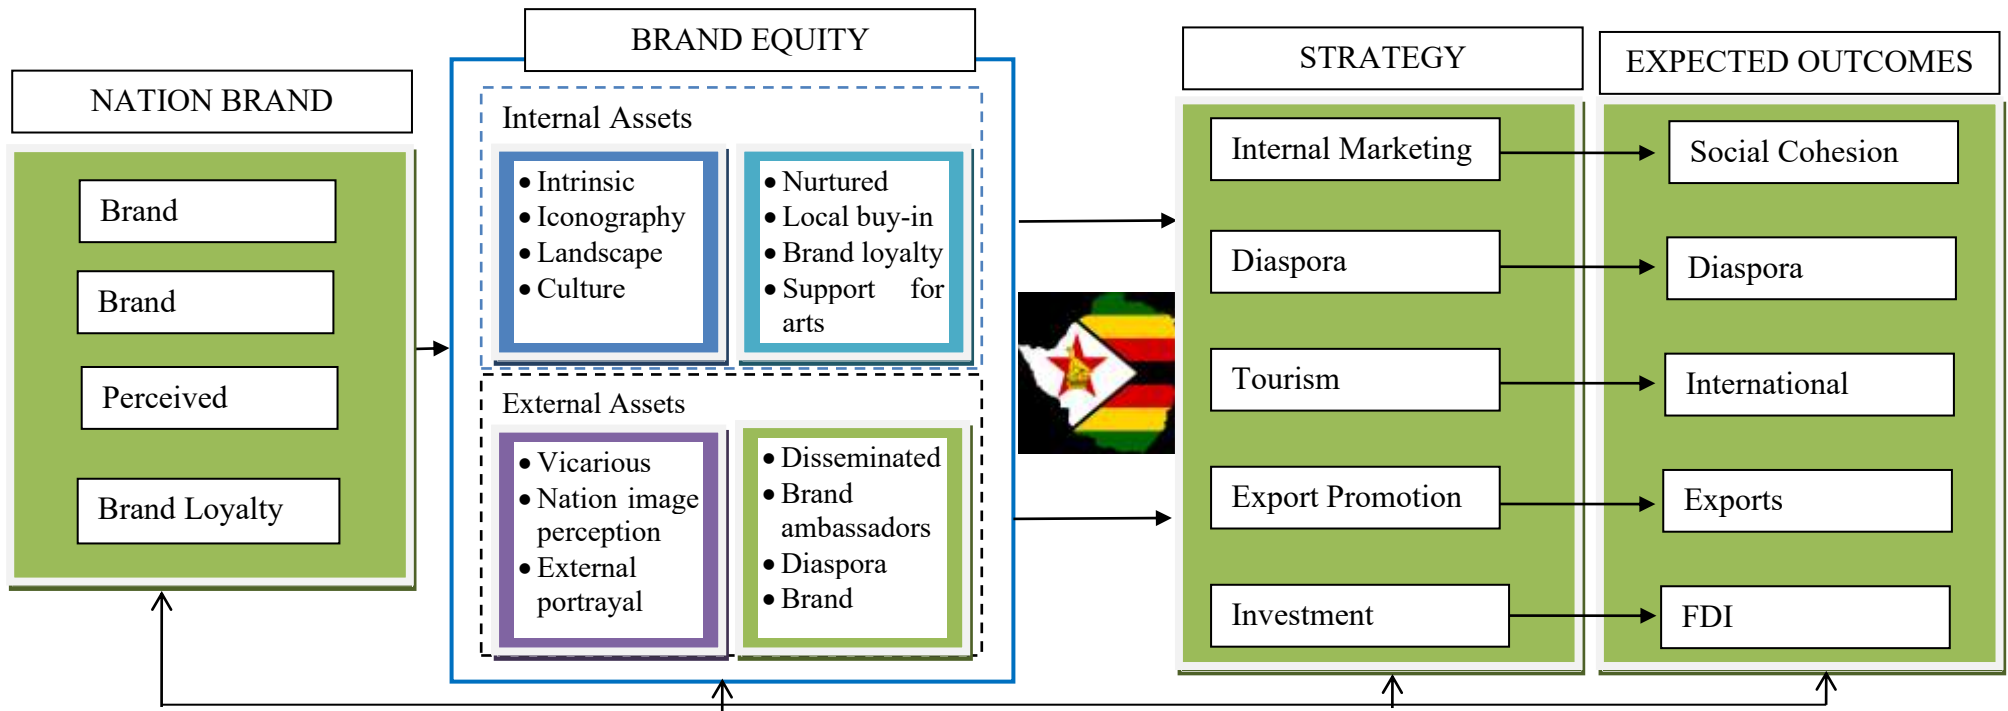 NATION BRAND
Brand
Brand
Perceived
Brand Loyalty
BRAND EQUITY
Internal Assets
• Intrinsic
• Iconography
• Landscape
• Culture
• Nurtured
• Local buy-in
• Brand loyalty
• Support for
arts
External Assets
• Vicarious
• Nation image
perception
• External
portrayal
• Disseminated
• Brand
ambassadors
• Diaspora
• Brand
STRATEGY
Internal Marketing
Diaspora
Tourism
Export Promotion
Investment
EXPECTED OUTCOMES
Social Cohesion
Diaspora
International
Exports
FDI